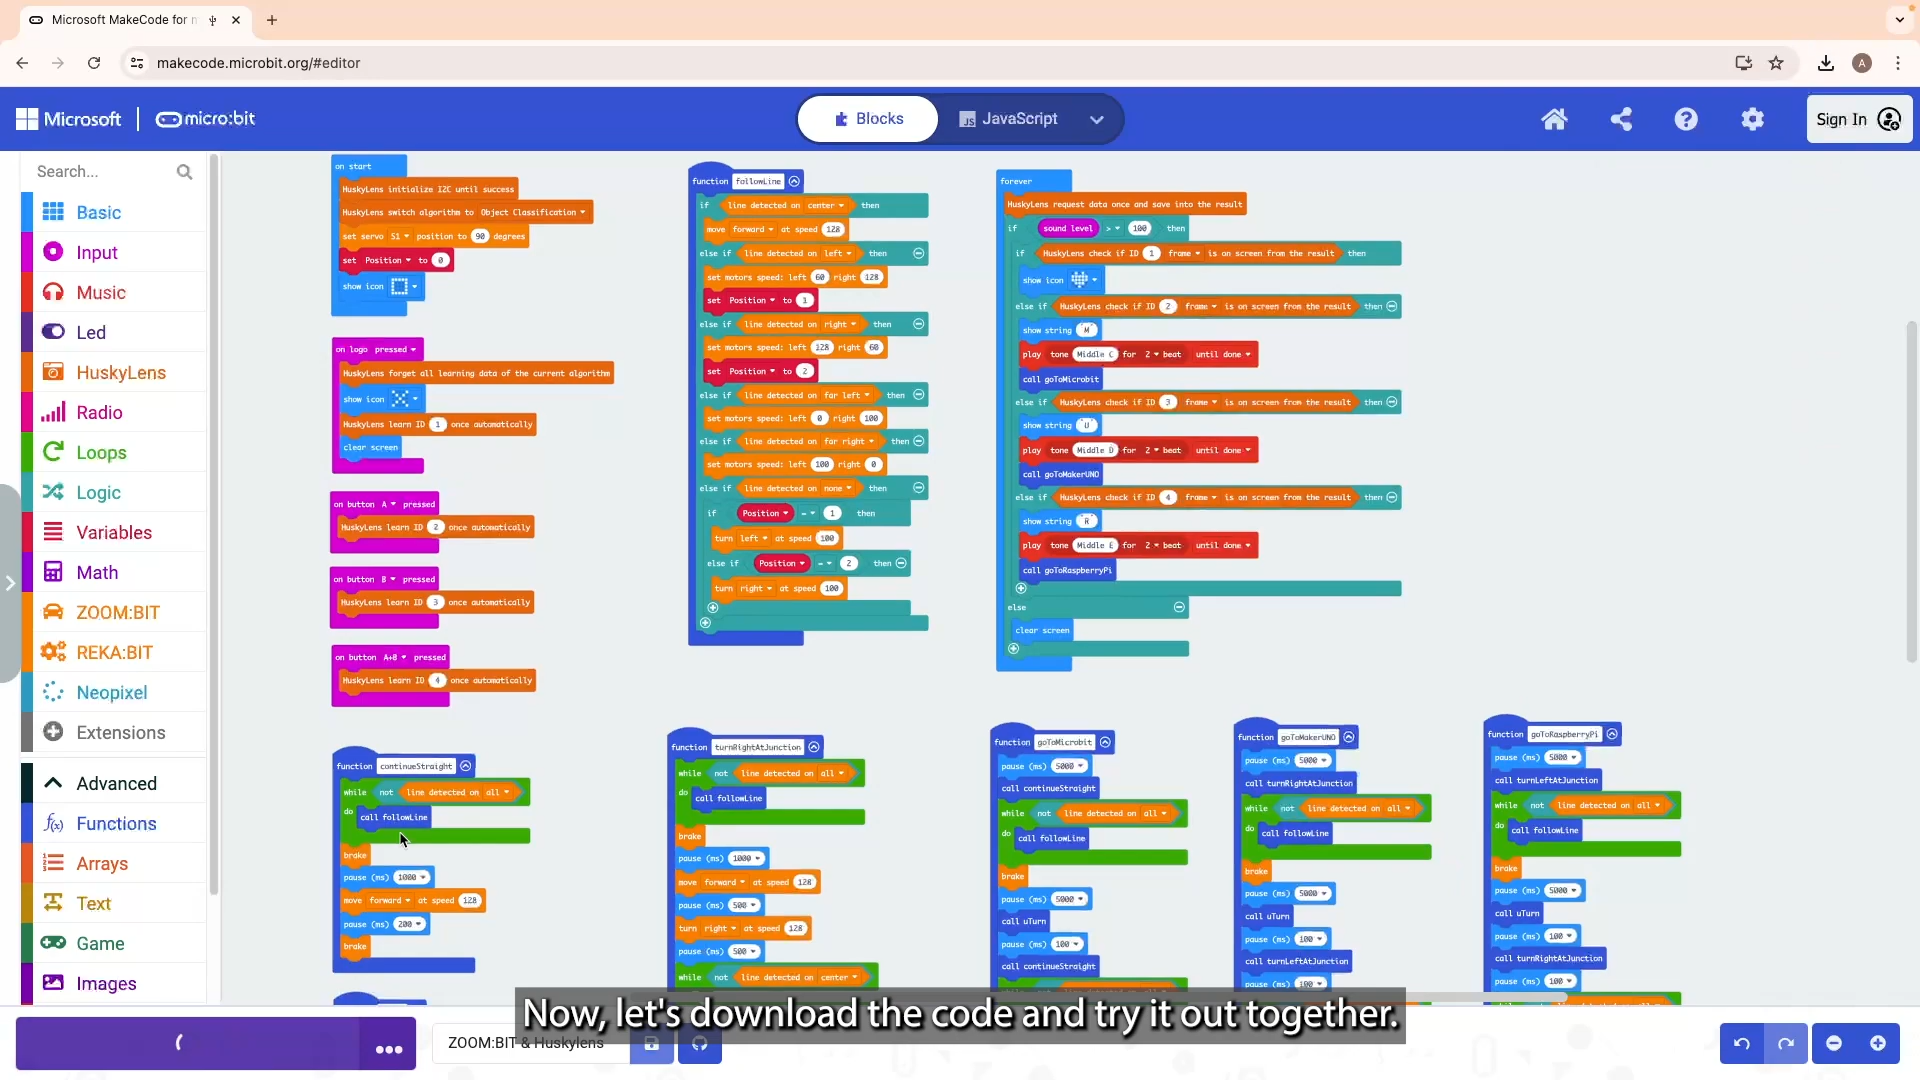 Microsoft MakeCode for m
makecode.microbit.org/#editor
A
Microsoft
micro:bit
Blocks
JS JavaScript
Sign In
Search...
Basic
Input
Music
Led
HuskyLens
Radio
Loops
Logic
Variables
Math
ZOOM:BIT
REKA:BIT
Neopixel
Extensions
Advanced
Functions
Arrays
Text
Game
Images
on start
HuskyLens initialize I2C until success
HuskyLens switch algorithm to Object Classification
set servo S1 position to 90 degrees
set Position to 0
show icon
on logo pressed
HuskyLens forget all learning data of the current algorithm
show icon
HuskyLens learn ID 1 once automatically
clear screen
on button A pressed
HuskyLens learn ID 2 once automatically
on button B pressed
HuskyLens learn ID 3 once automatically
on button A+B pressed
HuskyLens learn ID 4 once automatically
function followLine
if line detected on center then
move forward at speed 128
else if line detected on left then
set motors speed: left 60 right 128
set Position to 1
else if line detected on right then
set motors speed: left 128 right 60
set Position to 2
else if line detected on far left then
set motors speed: left 0 right 100
else if line detected on far right then
set motors speed: left 100 right 0
else if line detected on none then
if Position = 1 then
turn left at speed 100
else if Position = 2 then
turn right at speed 100
forever
HuskyLens request data once and save into the result
if sound level > 100 then
if HuskyLens check if ID 1 frame is on screen from the result then
show icon
else if HuskyLens check if ID 2 frame is on screen from the result then
show string "M"
play tone Middle C for 2 beat until done
call goToMicrobit
else if HuskyLens check if ID 3 frame is on screen from the result then
show string "U"
play tone Middle D for 2 beat until done
call goToMakerUNO
else if HuskyLens check if ID 4 frame is on screen from the result then
show string "R"
play tone Middle E for 2 beat until done
call goToRaspberryPi
else
clear screen
function continueStraight
while not line detected on all
do call followLine
brake
pause (ms) 1000
move forward at speed 128
pause (ms) 200
brake
function turnRightAtJunction
while not line detected on all
do call followLine
brake
pause (ms) 1000
move forward at speed 128
pause (ms) 500
turn right at speed 128
pause (ms) 500
while not line detected on center
function goToMicrobit
pause (ms) 5000
call continueStraight
while not line detected on all
do call followLine
brake
pause (ms) 5000
call uTurn
pause (ms) 100
call continueStraight
function goToMakerUNO
pause (ms) 5000
call turnRightAtJunction
while not line detected on all
do call followLine
brake
pause (ms) 5000
call uTurn
pause (ms) 100
call turnLeftAtJunction
pause (ms) 100
function goToRaspberryPi
pause (ms) 5000
call turnLeftAtJunction
while not line detected on all
do call followLine
brake
pause (ms) 5000
call uTurn
pause (ms) 100
call turnRightAtJunction
pause (ms) 100
Now, let's download the code and try it out together.
ZOOM:BIT & Huskylens